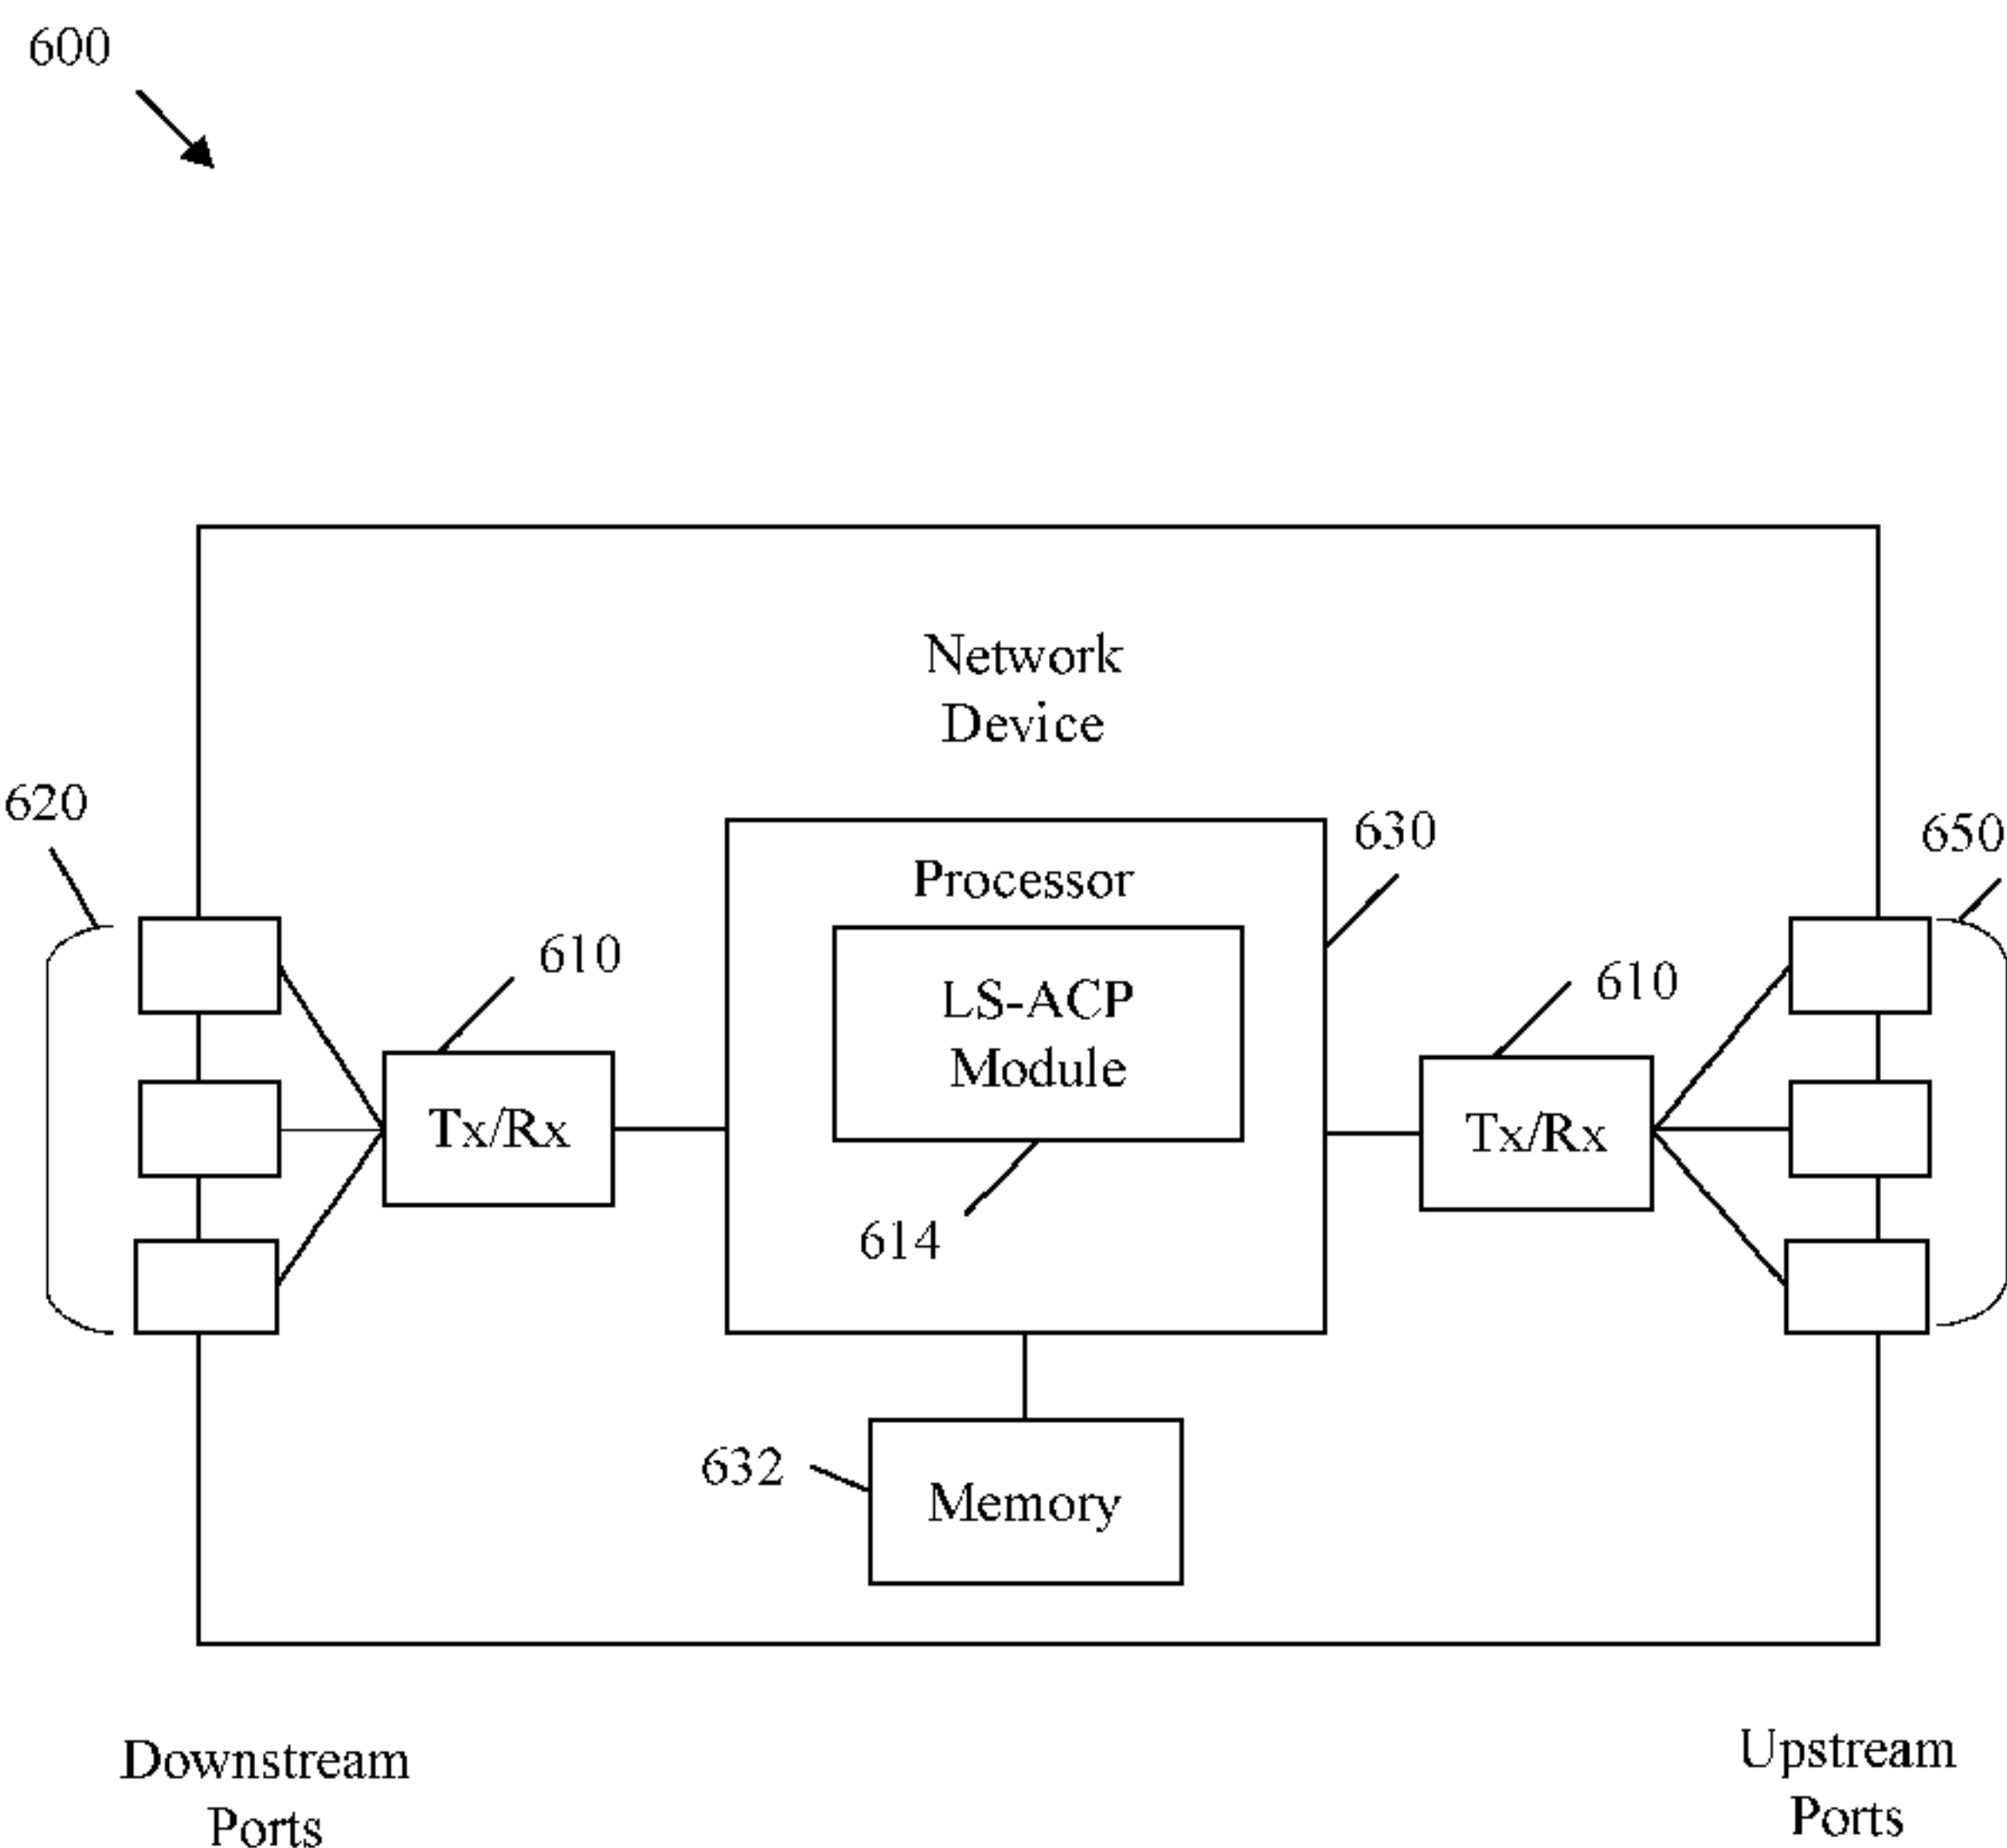 600
Network
Device
620
630
650
Processor
610
610
LS-ACP
Module
Tx/Rx
Tx/Rx
614
632
Memory
Downstream
Ports
Upstream
Ports